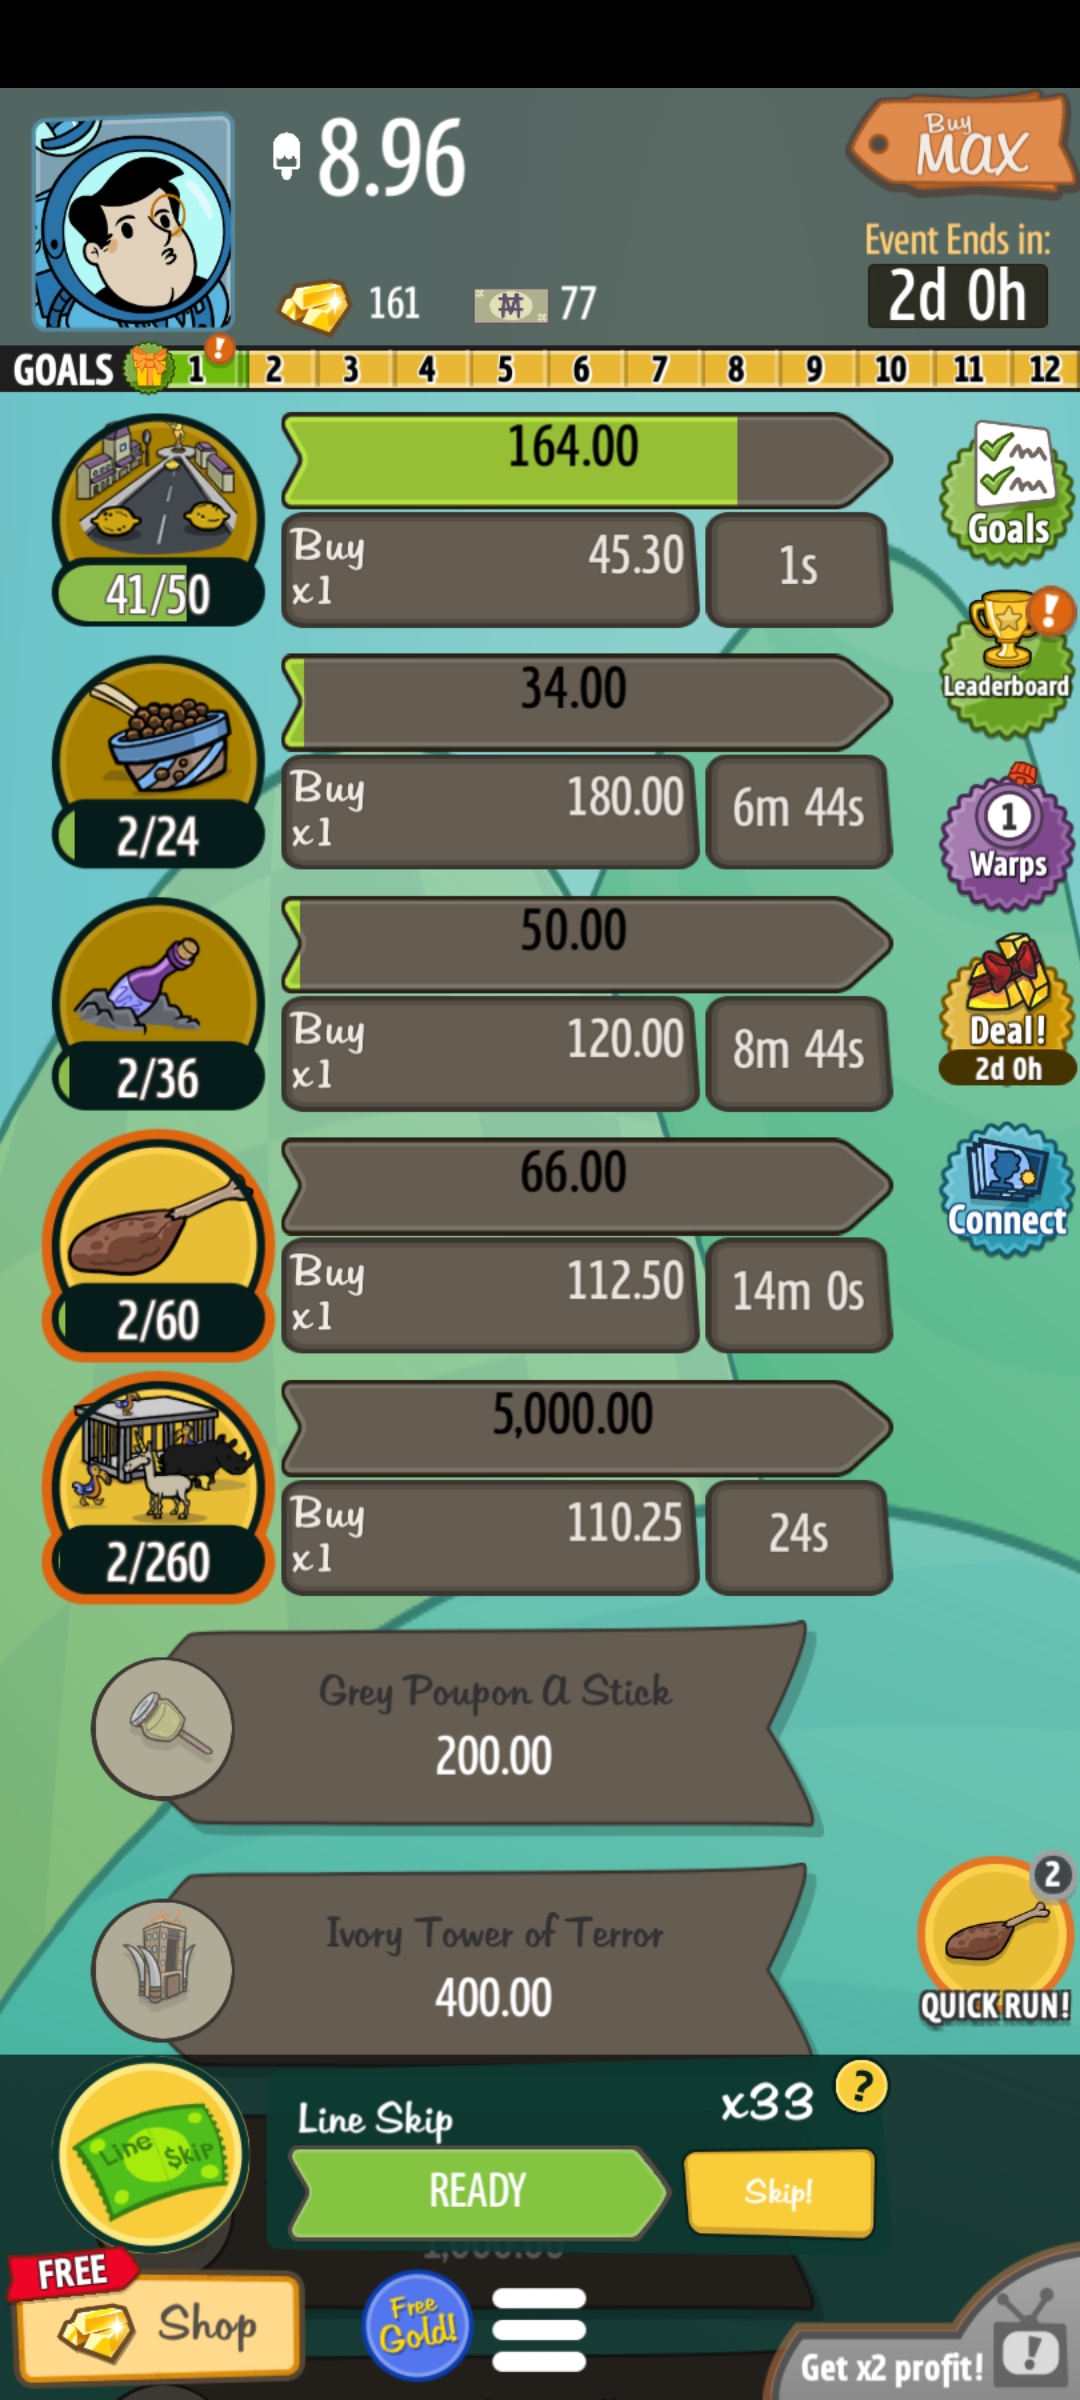 8.96
Buy
MAX
Event Ends in:
2d 0h
161
77
GOALS 1 ! 2 3 4 5 6 7 8 9 10 11 12
164.00
Buy
x1
45.30
1s
41/50
Goals
34.00
Buy
x1
180.00
6m 44s
2/24
!
Leaderboard
50.00
Buy
x1
120.00
8m 44s
2/36
1
Warps
Deal!
2d 0h
66.00
Buy
x1
112.50
14m 0s
2/60
Connect
5,000.00
Buy
x1
110.25
24s
2/260
Grey Poupon A Stick
200.00
Ivory Tower of Terror
400.00
2
QUICK RUN!
Line Skip
Line $kip
x33
?
READY
Skip!
1,000.00
FREE
Shop
Free
Gold!
Get x2 profit!
!